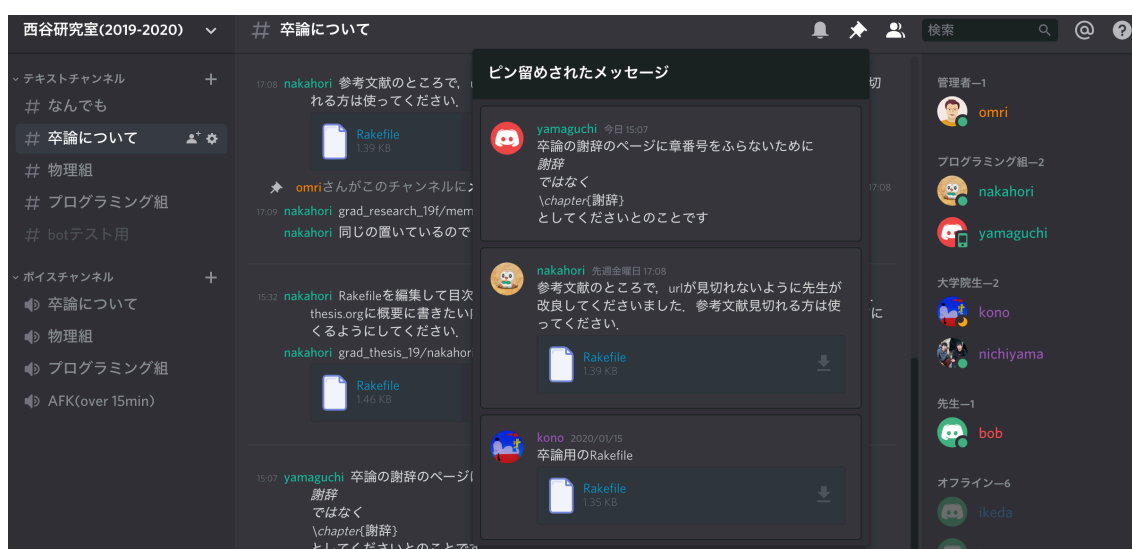 西谷研究室(2019-2020)
# 卒論について
検索
テキストチャンネル
# なんでも
# 卒論について
# 物理組
# プログラミング組
# botテスト用
ボイスチャンネル
卒論について
物理組
プログラミング組
AFK(over 15min)
17:08 nakahori 参考文献のところで,
れる方は使ってください.
Rakefile
1.39 KB
omriさんがこのチャンネルに
17:08
17:09 nakahori grad_research_19f/mem
nakahori 同じの置いているので
15:32 nakahori Rakefileを編集して目次
thesis.orgに概要に書きたい
くるようにしてください.
nakahori grad_thesis_19/nakahor
Rakefile
1.46 KB
15:07 yamaguchi 卒論の謝辞のページに
謝辞
ではなく
\chapter{謝辞}
としてくださいとのことです
ピン留めされたメッセージ
yamaguchi 今日 15:07
卒論の謝辞のページに章番号をふらないために
謝辞
ではなく
\chapter{謝辞}
としてくださいとのことです
nakahori 先週金曜日 17:08
参考文献のところで, urlが見切れないように先生が
改良してくださいました. 参考文献見切れる方は使
ってください.
Rakefile
1.39 KB
kono 2020/01/15
卒論用のRakefile
Rakefile
1.35 KB
切
に
管理者—1
omri
プログラミング組—2
nakahori
yamaguchi
大学院生—2
kono
nichiyama
先生—1
bob
オフライン—6
ikeda